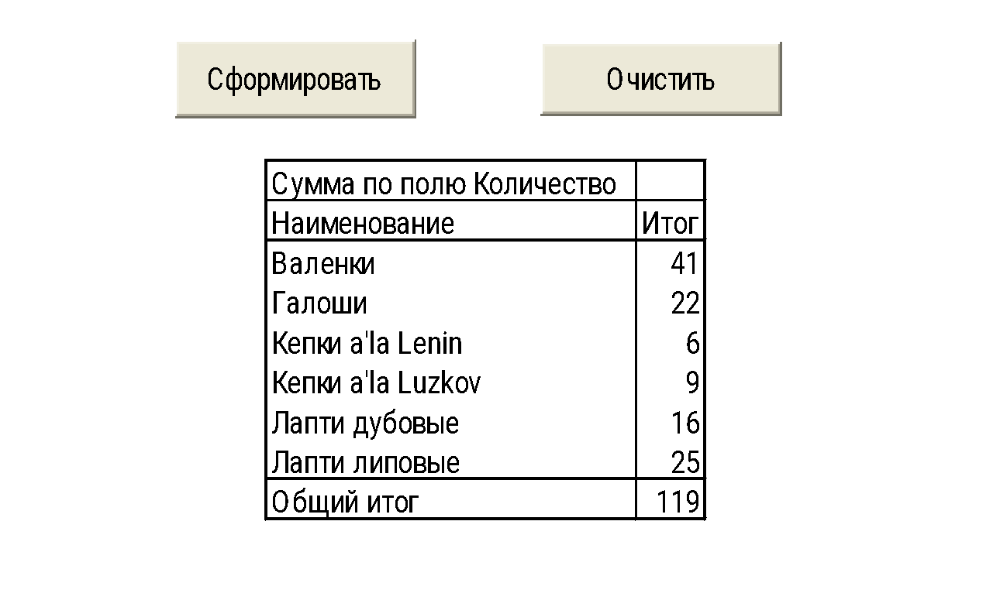 Сформировать
Очистить
Сумма по полю Количество
Наименование Итог
Валенки 41
Галоши 22
Кепки a'la Lenin 6
Кепки a'la Luzkov 9
Лапти дубовые 16
Лапти липовые 25
Общий итог 119